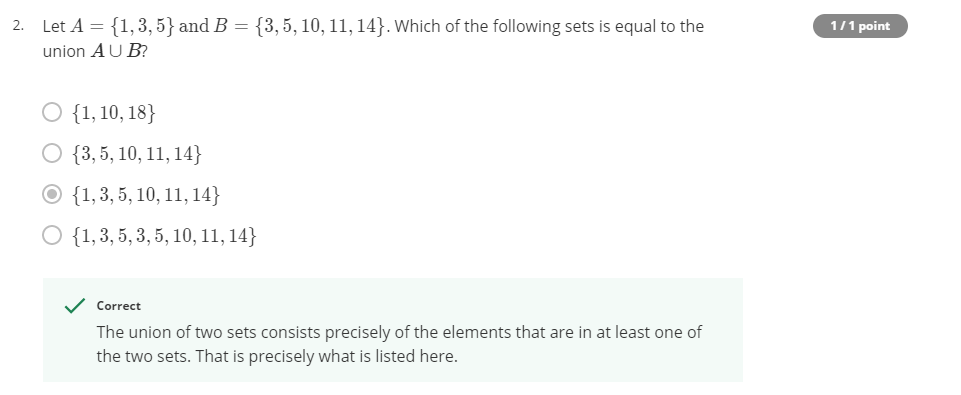 2. Let A = {1, 3, 5} and B = {3, 5, 10, 11, 14}. Which of the following sets is equal to the
1 / 1 point
union A ∪ B?
{1, 10, 18}
{3, 5, 10, 11, 14}
{1, 3, 5, 10, 11, 14}
{1, 3, 5, 3, 5, 10, 11, 14}
Correct
The union of two sets consists precisely of the elements that are in at least one of
the two sets. That is precisely what is listed here.